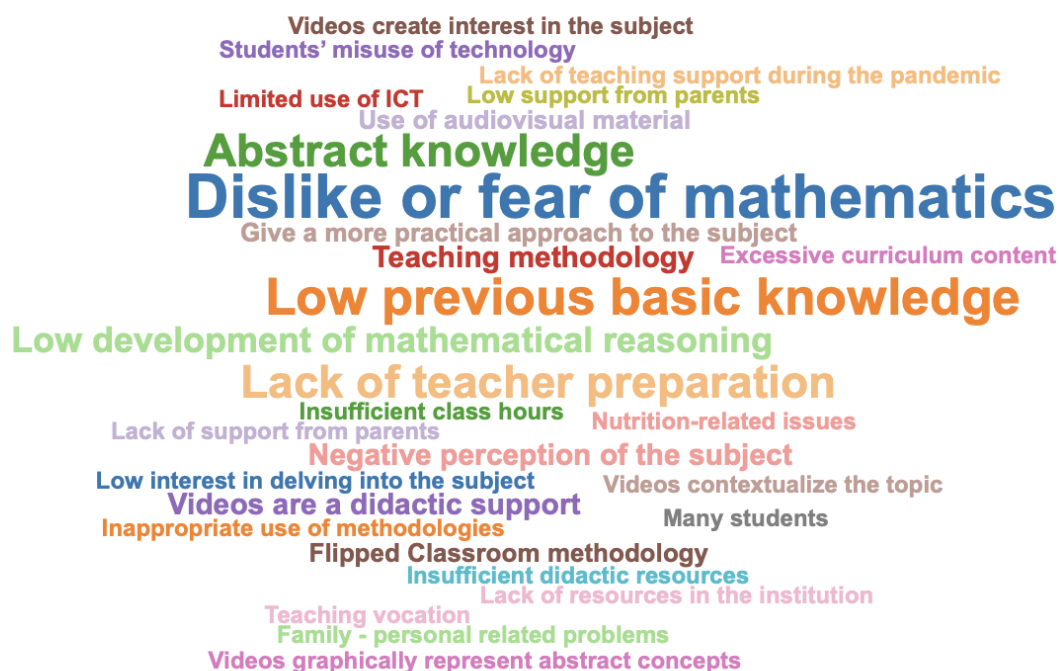 Videos create interest in the subject
Students’ misuse of technology
Lack of teaching support during the pandemic
Limited use of ICT
Low support from parents
Use of audiovisual material
Abstract knowledge
Dislike or fear of mathematics
Give a more practical approach to the subject
Teaching methodology
Excessive curriculum content
Low previous basic knowledge
Low development of mathematical reasoning
Lack of teacher preparation
Insufficient class hours
Nutrition-related issues
Lack of support from parents
Negative perception of the subject
Low interest in delving into the subject
Videos contextualize the topic
Videos are a didactic support
Many students
Inappropriate use of methodologies
Flipped Classroom methodology
Insufficient didactic resources
Lack of resources in the institution
Teaching vocation
Family - personal related problems
Videos graphically represent abstract concepts